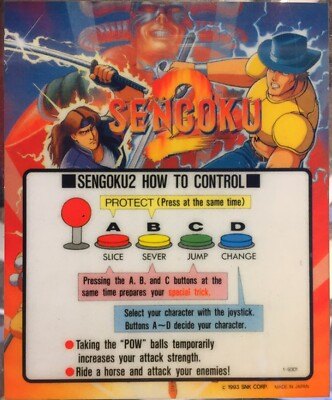 SENGOKU
2
SENGOKU2 HOW TO CONTROL
PROTECT (Press at the same time)
A B C D
SLICE SEVER JUMP CHANGE
Pressing the A, B, and C buttons at the
same time prepares your special trick.
Select your character with the joystick.
Buttons A~D decide your character.
Taking the "POW" balls temporarily
increases your attack strength.
Ride a horse and attack your enemies!
© 1993 SNK CORP. MADE IN JAPAN